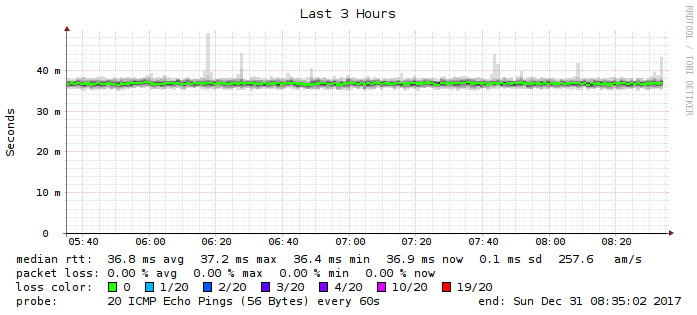 Last 3 Hours
RRDTOOL / TOBI OETIKER
Seconds
40 m
30 m
20 m
10 m
0
05:40 06:00 06:20 06:40 07:00 07:20 07:40 08:00 08:20
median rtt: 36.8 ms avg 37.2 ms max 36.4 ms min 36.9 ms now 0.1 ms sd 257.6 am/s
packet loss: 0.00 % avg 0.00 % max 0.00 % min 0.00 % now
loss color: 0 1/20 2/20 3/20 4/20 10/20 19/20
probe: 20 ICMP Echo Pings (56 Bytes) every 60s end: Sun Dec 31 08:35:02 2017